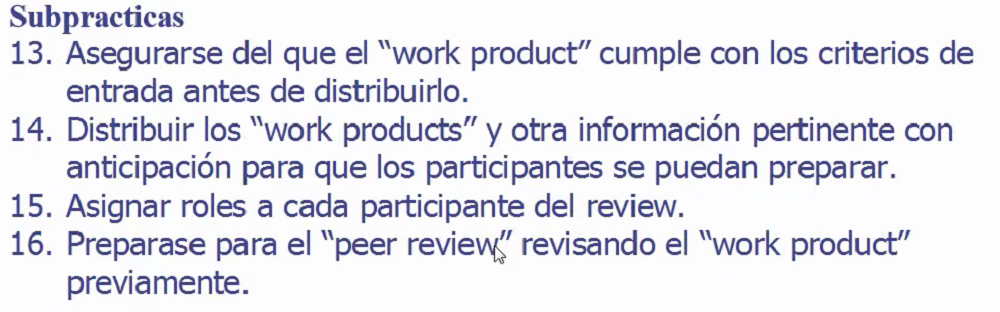 Subpracticas
13. Asegurarse del que el “work product” cumple con los criterios de
entrada antes de distribuirlo.
14. Distribuir los “work products” y otra información pertinente con
anticipación para que los participantes se puedan preparar.
15. Asignar roles a cada participante del review.
16. Preparase para el “peer review” revisando el “work product”
previamente.